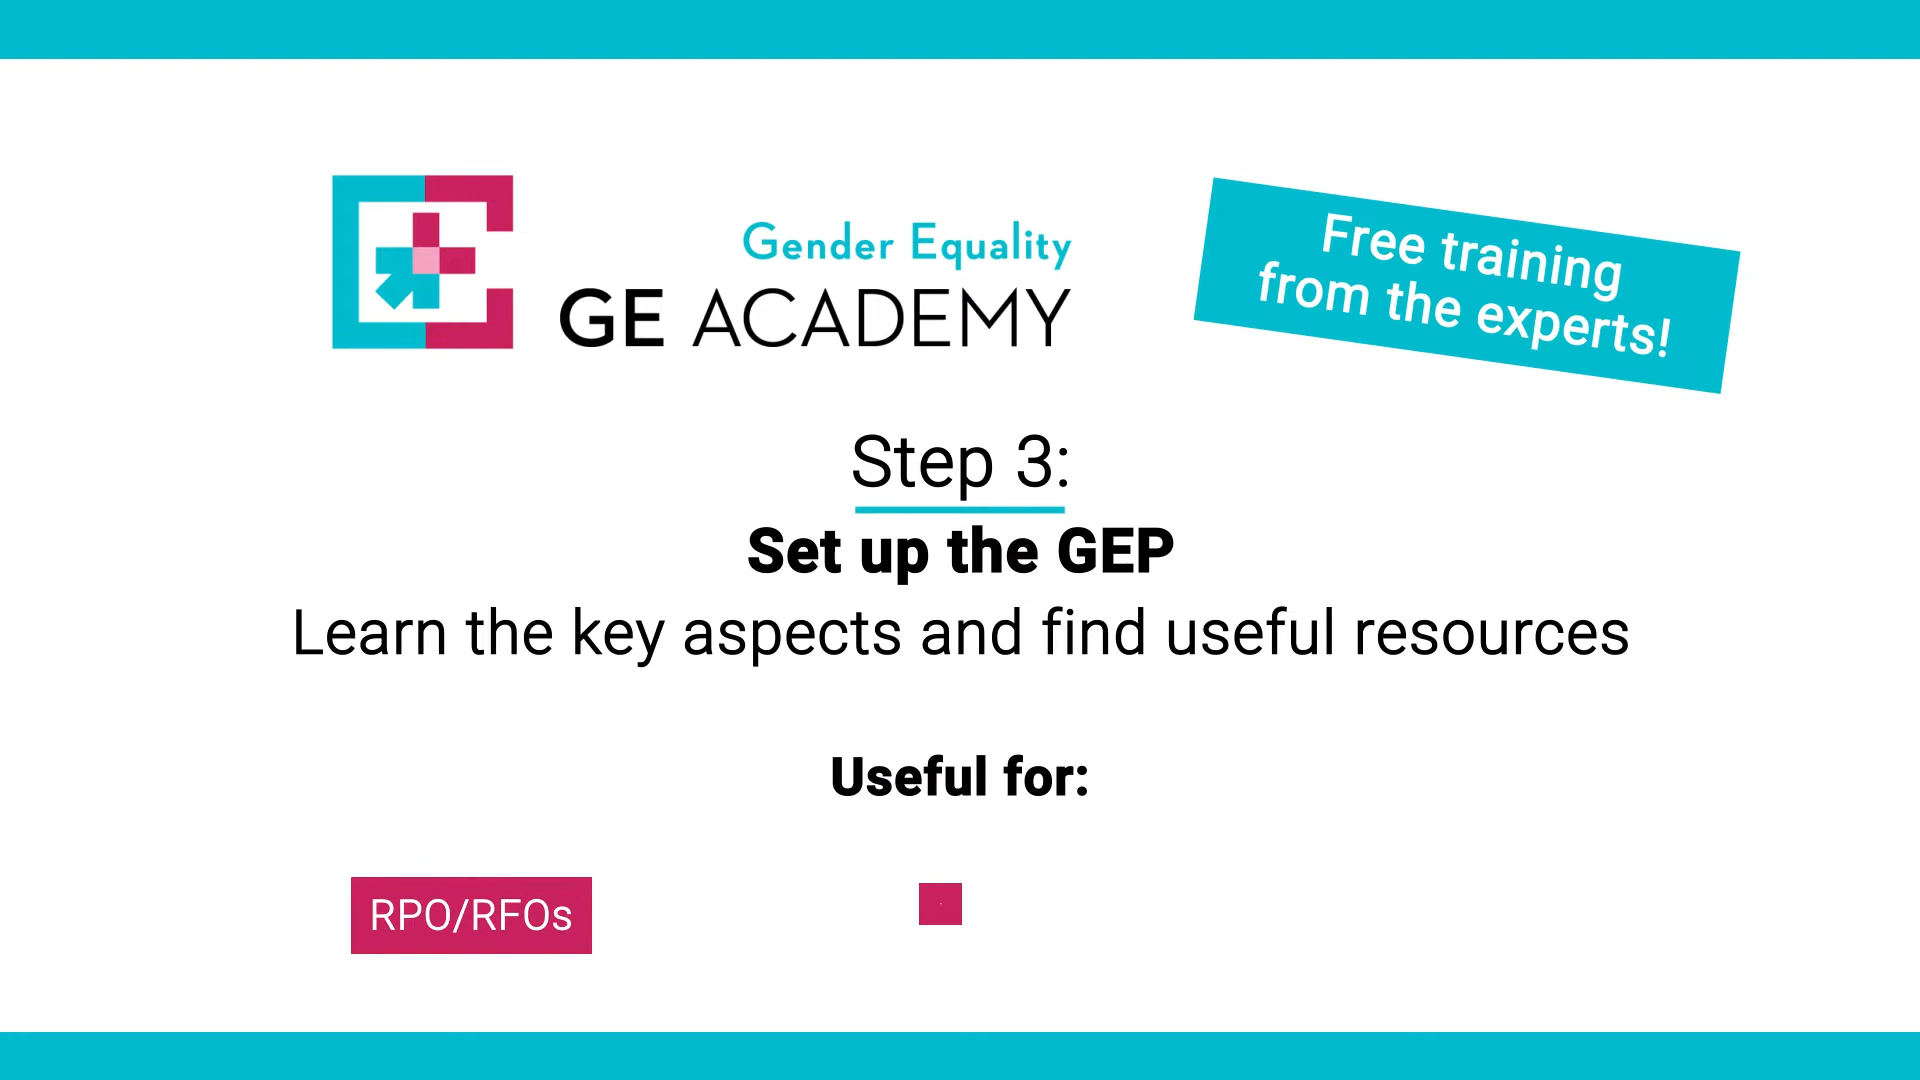 Gender Equality
GE ACADEMY
Free training
from the experts!
Step 3:
Set up the GEP
Learn the key aspects and find useful resources
Useful for:
RPO/RFOs